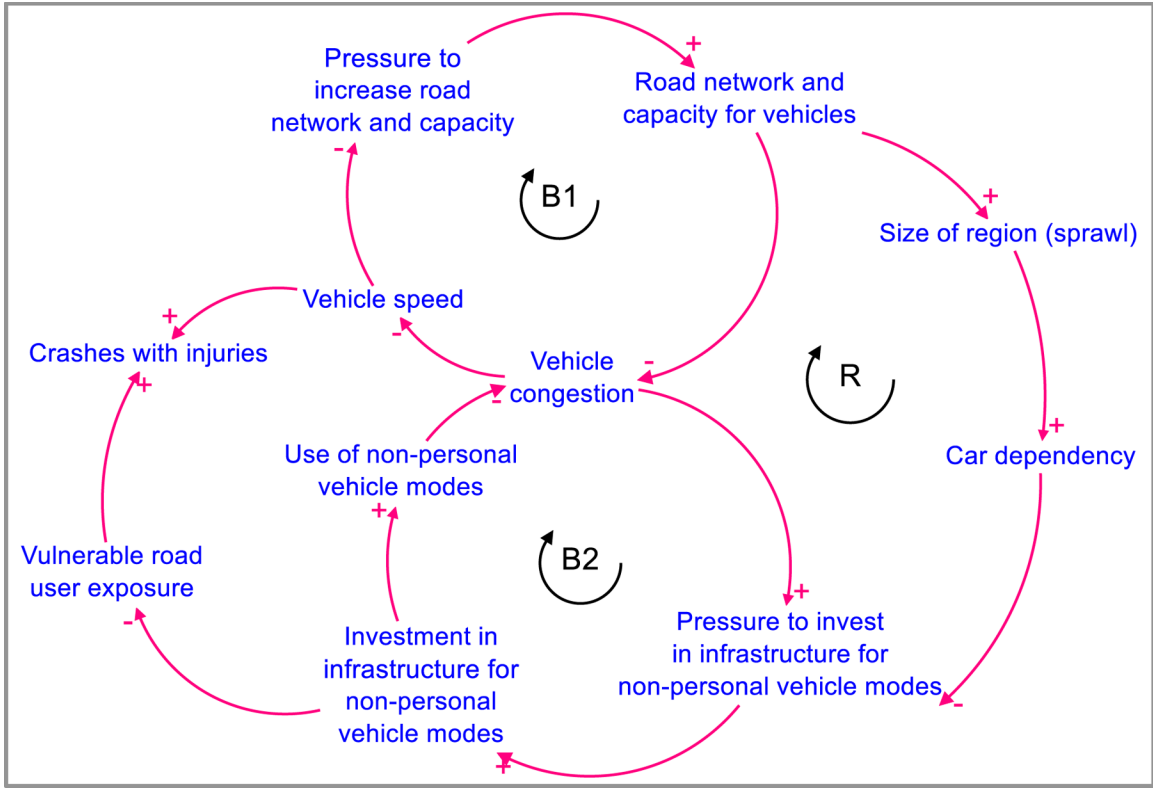 Pressure to
increase road
network and capacity
+
Road network and
capacity for vehicles
-
B1
+
Size of region (sprawl)
Vehicle speed
+
-
Crashes with injuries
+
Vehicle
congestion
-
-
R
Use of non-personal
vehicle modes
+
+
Car dependency
Vulnerable road
user exposure
-
B2
+
Pressure to invest
in infrastructure for
non-personal vehicle modes
-
Investment in
infrastructure for
non-personal
vehicle modes
+